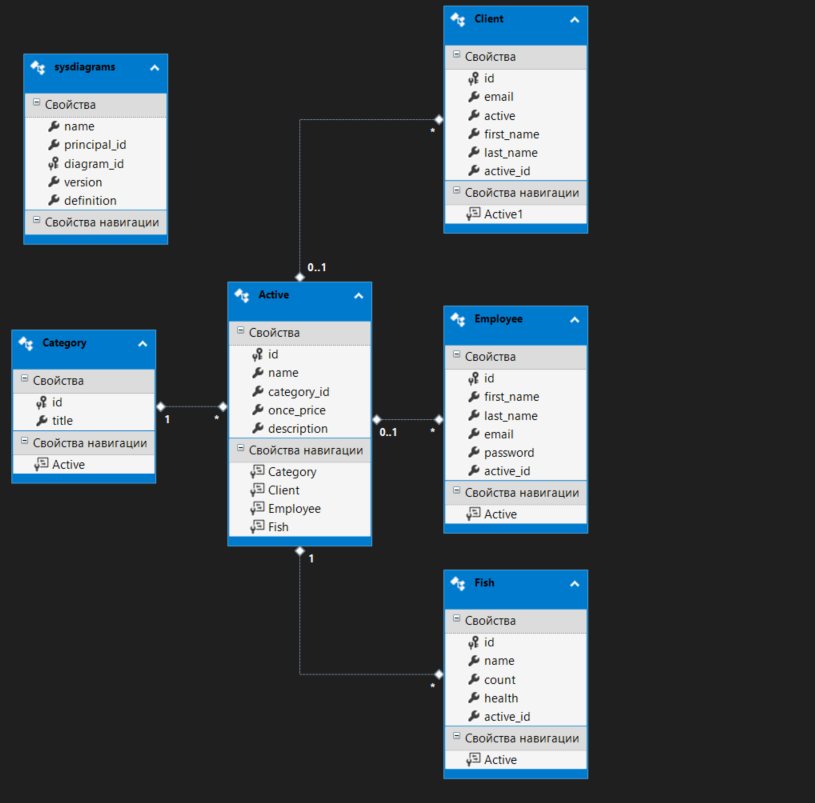 sysdiagrams
Свойства
name
principal_id
diagram_id
version
definition
Свойства навигации
Client
Свойства
id
email
active
first_name
last_name
active_id
Свойства навигации
Active1
*
0..1
Category
Свойства
id
title
Свойства навигации
Active
1
*
Active
Свойства
id
name
category_id
once_price
description
Свойства навигации
Category
Client
Employee
Fish
0..1
*
Employee
Свойства
id
first_name
last_name
email
password
active_id
Свойства навигации
Active
1
*
Fish
Свойства
id
name
count
health
active_id
Свойства навигации
Active